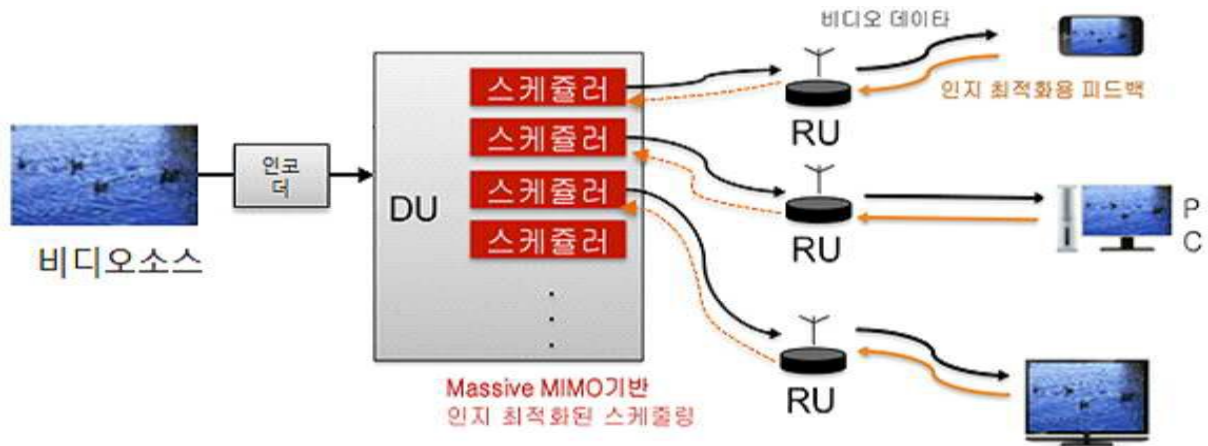 비디오 데이타
스케쥴러
인지 최적화용 피드백
RU
스케쥴러
인코
더
스케쥴러
DU
P
C
스케쥴러
RU
비디오소스
Massive MIMO기반
인지 최적화된 스케줄링
RU